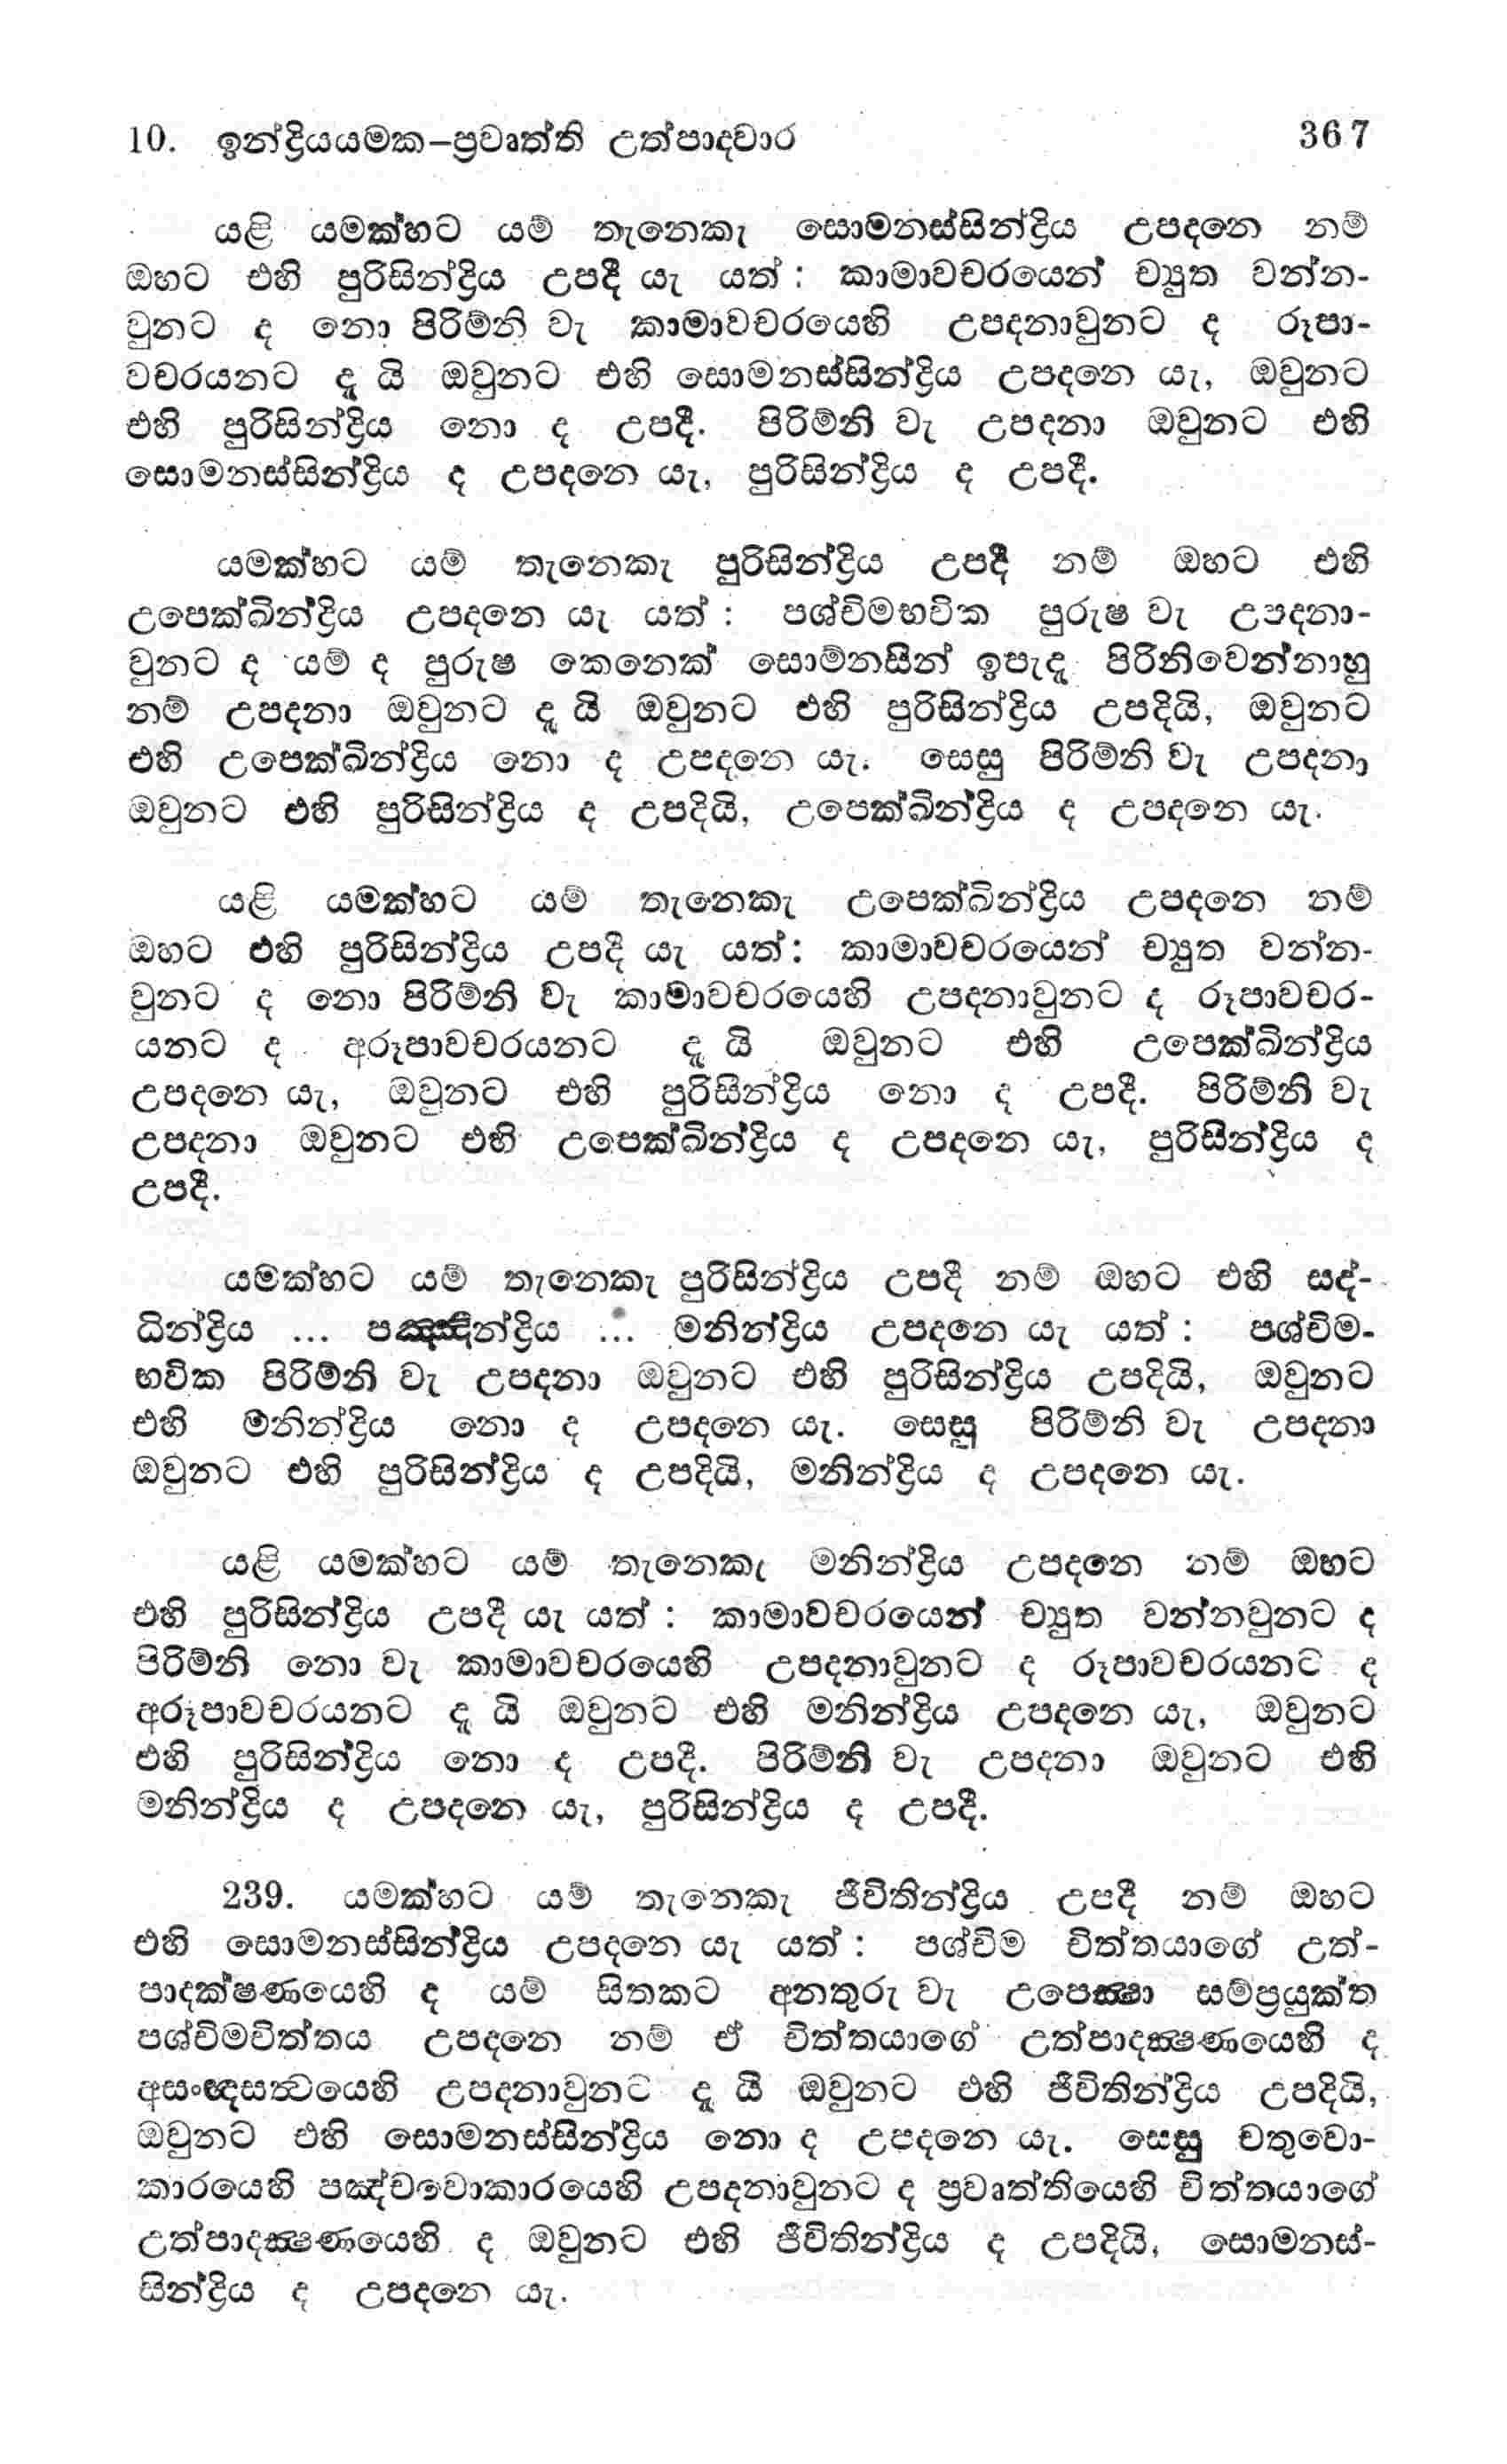 10. ඉන්ද්‍රියයමක–ප්‍රවෘත්ති උත්පාදවාර 367
යළි යමක්හට යම් තැනෙකැ සොමනස්සින්ද්‍රිය උපදනෙ නම්
ඔහට එහි පුරිසින්ද්‍රිය උපදී යැ යත් : කාමාවචරයෙන් ච්‍යුත වන්න-
වුනට ද නො පිරිම්නි වැ කාමාවචරයෙහි උපදනාවුනට ද රූපා-
වචරයනට ද යි ඔවුනට එහි සොමනස්සින්ද්‍රිය උපදනෙ යැ, ඔවුනට
එහි පුරිසින්ද්‍රිය නො ද උපදී. පිරිම්නි වැ උපදනා ඔවුනට එහි
සොමනස්සින්ද්‍රිය ද උපදනෙ යැ, පුරිසින්ද්‍රිය ද උපදී.
යමක්හට යම් තැනෙකැ පුරිසින්ද්‍රිය උපදී නම් ඔහට එහි
උපෙක්ඛින්ද්‍රිය උපදනෙ යැ යත් : පශ්චිමභවික පුරුෂ වැ උපදනා-
වුනට ද යම් ද පුරුෂ කෙනෙක් සොම්නසින් ඉපැදැ පිරිනිවෙන්නාහු
නම් උපදනා ඔවුනට ද යි ඔවුනට එහි පුරිසින්ද්‍රිය උපදියි, ඔවුනට
එහි උපෙක්ඛින්ද්‍රිය නො ද උපදනෙ යැ. සෙසු පිරිම්නි වැ උපදනා
ඔවුනට එහි පුරිසින්ද්‍රිය ද උපදියි, උපෙක්ඛින්ද්‍රිය ද උපදනෙ යැ.
යළි යමක්හට යම් තැනෙකැ උපෙක්ඛින්ද්‍රිය උපදනෙ නම්
ඔහට එහි පුරිසින්ද්‍රිය උපදී යැ යත්: කාමාවචරයෙන් ච්‍යුත වන්න-
වුනට ද නො පිරිම්නි වැ කාමාවචරයෙහි උපදනාවුනට ද රූපාවචර-
යනට ද අරූපාවචරයනට දැ යි ඔවුනට එහි උපෙක්ඛින්ද්‍රිය
උපදනෙ යැ, ඔවුනට එහි පුරිසින්ද්‍රිය නො ද උපදී. පිරිම්නි වැ
උපදනා ඔවුනට එහි උපෙක්ඛින්ද්‍රිය ද උපදනෙ යැ, පුරිසින්ද්‍රිය ද
උපදී.
යමක්හට යම් තැනෙකැ පුරිසින්ද්‍රිය උපදී නම් ඔහට එහි සද්-
ධින්ද්‍රිය ... පඤ්ඤින්ද්‍රිය ... මනින්ද්‍රිය උපදනෙ යැ යත් : පශ්චිම-
භවික පිරිම්නි වැ උපදනා ඔවුනට එහි පුරිසින්ද්‍රිය උපදියි, ඔවුනට
එහි මනින්ද්‍රිය නො ද උපදනෙ යැ. සෙසු පිරිම්නි වැ උපදනා
ඔවුනට එහි පුරිසින්ද්‍රිය ද උපදියි, මනින්ද්‍රිය ද උපදනෙ යැ.
යළි යමක්හට යම් තැනෙකැ මනින්ද්‍රිය උපදනෙ නම් ඔහට
එහි පුරිසින්ද්‍රිය උපදී යැ යත් : කාමාවචරයෙන් ච්‍යුත වන්නවුනට ද
පිරිම්නි නො වැ කාමාවචරයෙහි උපදනාවුනට ද රූපාවචරයනට ද
අරූපාවචරයනට දැ යි ඔවුනට එහි මනින්ද්‍රිය උපදනෙ යැ, ඔවුනට
එහි පුරිසින්ද්‍රිය නො ද උපදී. පිරිම්නි වැ උපදනා ඔවුනට එහි
මනින්ද්‍රිය ද උපදනෙ යැ, පුරිසින්ද්‍රිය ද උපදී.
239. යමක්හට යම් තැනෙකැ ජීවිතින්ද්‍රිය උපදී නම් ඔහට
එහි සොමනස්සින්ද්‍රිය උපදනෙ යැ යත් : පශ්චිම චිත්තයාගේ උත්-
පාදක්ෂණයෙහි ද යම් සිතකට අනතුරු වැ උපෙක්‍ෂා සම්ප්‍රයුක්ත
පශ්චිමචිත්තය උපදනෙ නම් ඒ චිත්තයාගේ උත්පාදක්‍ෂණයෙහි ද
අසංඥසත්‍වයෙහි උපදනාවුනට දැ යි ඔවුනට එහි ජීවිතින්ද්‍රිය උපදියි,
ඔවුනට එහි සොමනස්සින්ද්‍රිය නො ද උපදනෙ යැ. සෙසු චතුවො-
කාරයෙහි පඤ්චවොකාරයෙහි උපදනාවුනට ද ප්‍රවෘත්තියෙහි චිත්තයාගේ
උත්පාදක්‍ෂණයෙහි ද ඔවුනට එහි ජීවිතින්ද්‍රිය ද උපදියි, සොමනස්-
සින්ද්‍රිය ද උපදනෙ යැ.